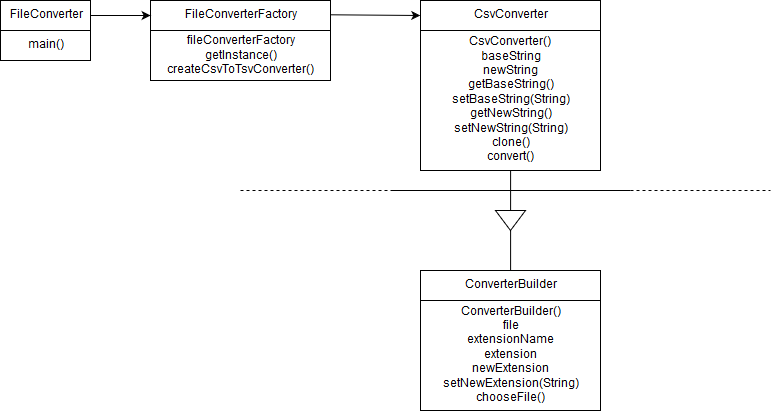 FileConverter
main()
FileConverterFactory
fileConverterFactory
getInstance()
createCsvToTsvConverter()
CsvConverter
CsvConverter()
baseString
newString
getBaseString()
setBaseString(String)
getNewString()
setNewString(String)
clone()
convert()
ConverterBuilder
ConverterBuilder()
file
extensionName
extension
newExtension
setNewExtension(String)
chooseFile()